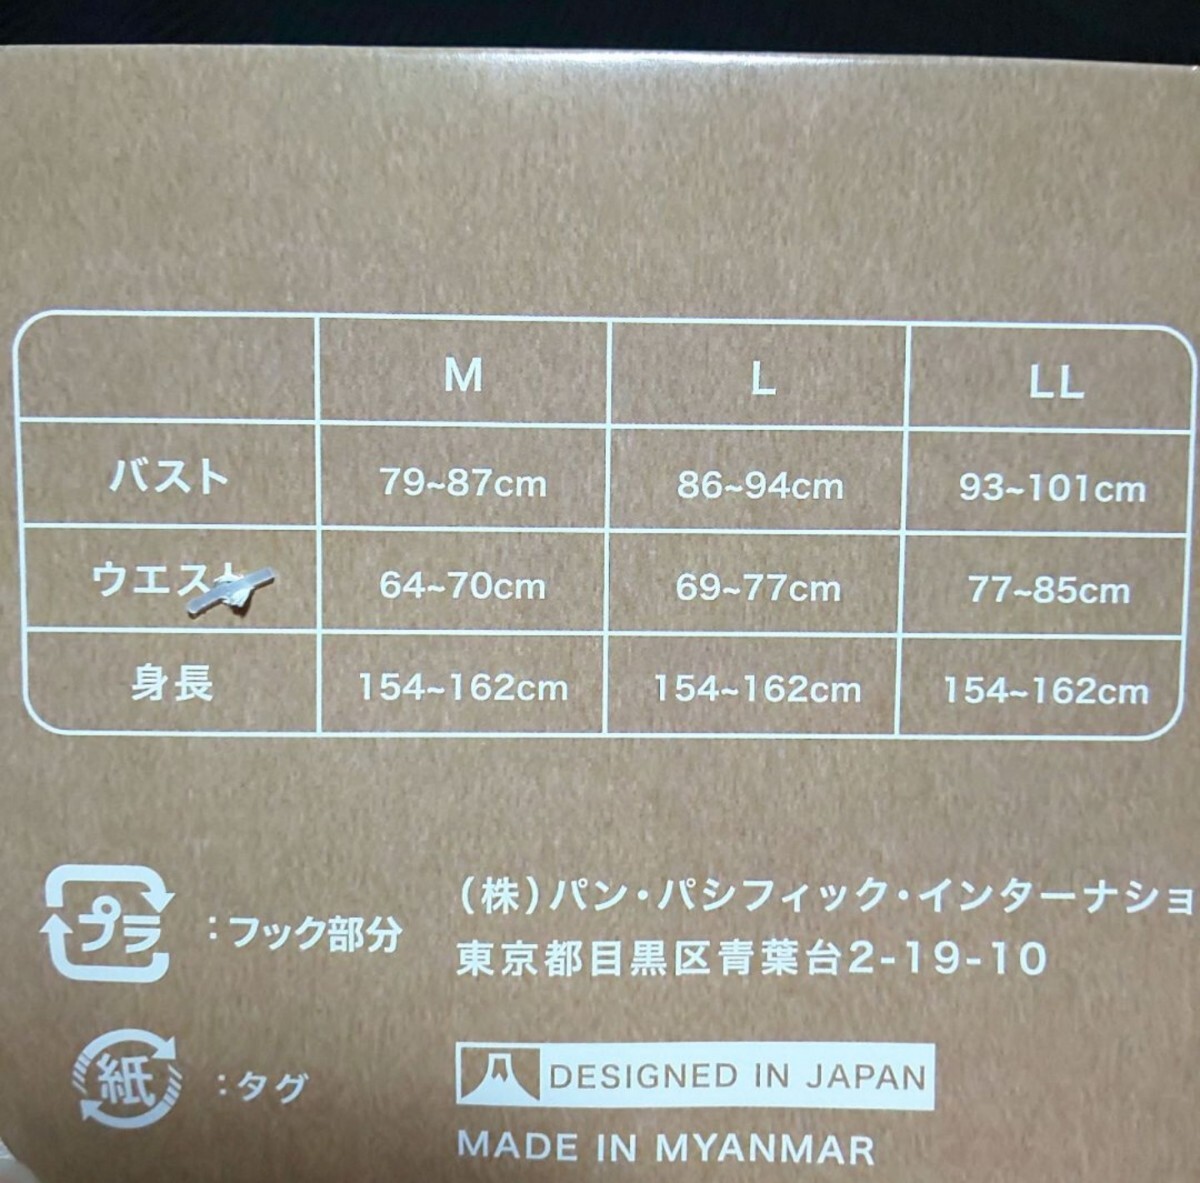 M L LL
バスト 79~87cm 86~94cm 93~101cm
ウエスト 64~70cm 69~77cm 77~85cm
身長 154~162cm 154~162cm 154~162cm
プラ :フック部分
(株)パン・パシフィック・インターナショ
東京都目黒区青葉台2-19-10
紙 :タグ
DESIGNED IN JAPAN
MADE IN MYANMAR